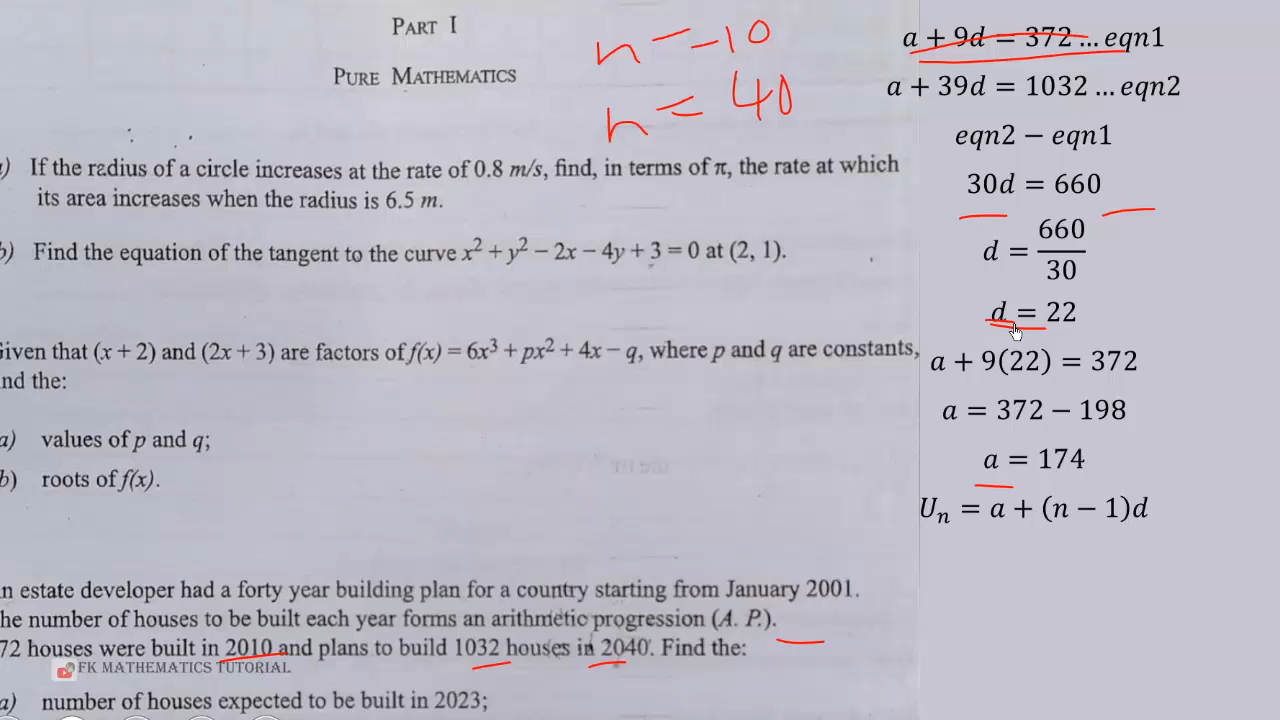 PART I
PURE MATHEMATICS
n = -10
n = 40
) If the radius of a circle increases at the rate of 0.8 m/s, find, in terms of π, the rate at which
its area increases when the radius is 6.5 m.
b) Find the equation of the tangent to the curve x² + y² − 2x − 4y + 3 = 0 at (2, 1).
Given that (x + 2) and (2x + 3) are factors of f(x) = 6x³ + px² + 4x − q, where p and q are constants,
nd the:
a) values of p and q;
b) roots of f(x).
n estate developer had a forty year building plan for a country starting from January 2001.
he number of houses to be built each year forms an arithmetic progression (A. P.).
72 houses were built in 2010 and plans to build 1032 houses in 2040. Find the:
FK MATHEMATICS TUTORIAL
a) number of houses expected to be built in 2023;
a + 9d = 372 ... eqn1
a + 39d = 1032 ... eqn2
eqn2 − eqn1
30d = 660
d = 660/30
d = 22
a + 9(22) = 372
a = 372 − 198
a = 174
Uₙ = a + (n − 1)d